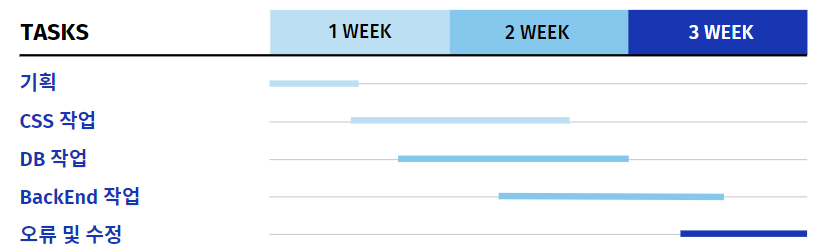 TASKS 1 WEEK 2 WEEK 3 WEEK
기획
CSS 작업
DB 작업
BackEnd 작업
오류 및 수정